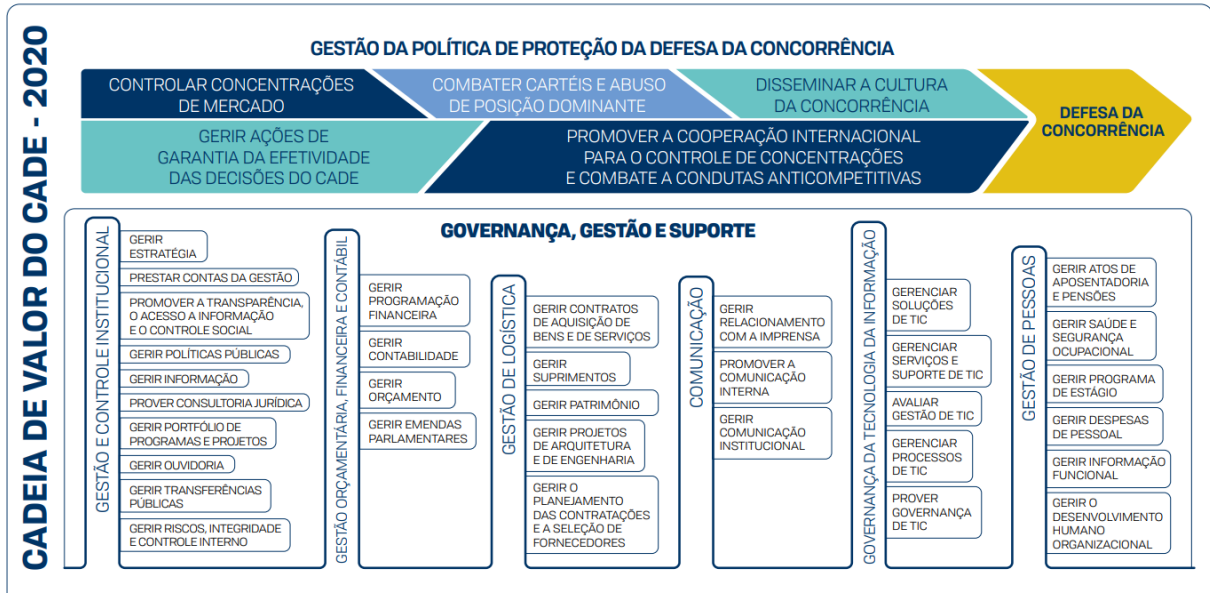 CADEIA DE VALOR DO CADE - 2020
GESTÃO DA POLÍTICA DE PROTEÇÃO DA DEFESA DA CONCORRÊNCIA
CONTROLAR CONCENTRAÇÕES
DE MERCADO
COMBATER CARTÉIS E ABUSO
DE POSIÇÃO DOMINANTE
DISSEMINAR A CULTURA
DA CONCORRÊNCIA
GERIR AÇÕES DE
GARANTIA DA EFETIVIDADE
DAS DECISÕES DO CADE
PROMOVER A COOPERAÇÃO INTERNACIONAL
PARA O CONTROLE DE CONCENTRAÇÕES
E COMBATE A CONDUTAS ANTICOMPETITIVAS
DEFESA DA
CONCORRÊNCIA
GOVERNANÇA, GESTÃO E SUPORTE
GESTÃO E CONTROLE INSTITUCIONAL
GERIR
ESTRATÉGIA
PRESTAR CONTAS DA GESTÃO
PROMOVER A TRANSPARÊNCIA,
O ACESSO A INFORMAÇÃO
E O CONTROLE SOCIAL
GERIR POLÍTICAS PÚBLICAS
GERIR INFORMAÇÃO
PROVER CONSULTORIA JURÍDICA
GERIR PORTFÓLIO DE
PROGRAMAS E PROJETOS
GERIR OUVIDORIA
GERIR TRANSFERÊNCIAS
PÚBLICAS
GERIR RISCOS, INTEGRIDADE
E CONTROLE INTERNO
GESTÃO ORÇAMENTÁRIA, FINANCEIRA E CONTÁBIL
GERIR
PROGRAMAÇÃO
FINANCEIRA
GERIR
CONTABILIDADE
GERIR
ORÇAMENTO
GERIR EMENDAS
PARLAMENTARES
GESTÃO DE LOGÍSTICA
GERIR CONTRATOS
DE AQUISIÇÃO DE
BENS E DE SERVIÇOS
GERIR
SUPRIMENTOS
GERIR PATRIMÔNIO
GERIR PROJETOS
DE ARQUITETURA
E DE ENGENHARIA
GERIR O
PLANEJAMENTO
DAS CONTRATAÇÕES
E A SELEÇÃO DE
FORNECEDORES
COMUNICAÇÃO
GERIR
RELACIONAMENTO
COM A IMPRENSA
PROMOVER A
COMUNICAÇÃO
INTERNA
GERIR
COMUNICAÇÃO
INSTITUCIONAL
GOVERNANÇA DA TECNOLOGIA DA INFORMAÇÃO
GERENCIAR
SOLUÇÕES
DE TIC
GERENCIAR
SERVIÇOS E
SUPORTE DE TIC
AVALIAR
GESTÃO DE TIC
GERENCIAR
PROCESSOS
DE TIC
PROVER
GOVERNANÇA
DE TIC
GESTÃO DE PESSOAS
GERIR ATOS DE
APOSENTADORIA
E PENSÕES
GERIR SAÚDE E
SEGURANÇA
OCUPACIONAL
GERIR PROGRAMA
DE ESTÁGIO
GERIR DESPESAS
DE PESSOAL
GERIR INFORMAÇÃO
FUNCIONAL
GERIR O
DESENVOLVIMENTO
HUMANO
ORGANIZACIONAL